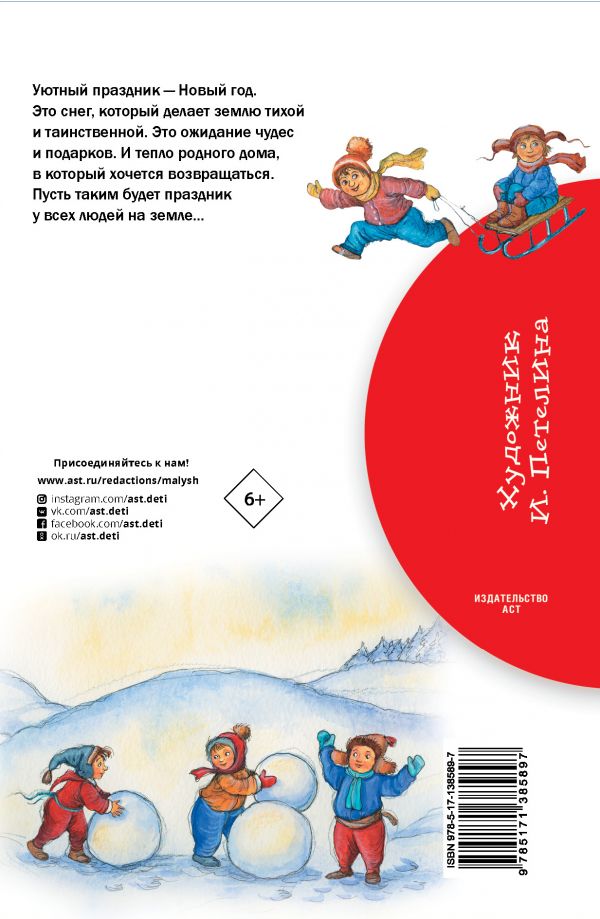 Уютный праздник — Новый год.
Это снег, который делает землю тихой
и таинственной. Это ожидание чудес
и подарков. И тепло родного дома,
в который хочется возвращаться.
Пусть таким будет праздник
у всех людей на земле...
Художник
И. Петелина
Присоединяйтесь к нам!
www.ast.ru/redactions/malysh
instagram.com/ast.deti
vk.com/ast.deti
facebook.com/ast.deti
ok.ru/ast.deti
6+
ИЗДАТЕЛЬСТВО
АСТ
ISBN 978-5-17-138589-7
9 785171 385897